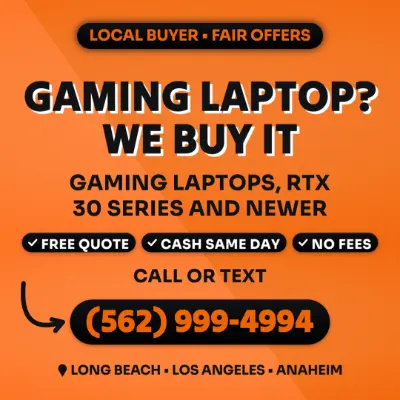 LOCAL BUYER • FAIR OFFERS
GAMING LAPTOP?
WE BUY IT
GAMING LAPTOPS, RTX
30 SERIES AND NEWER
✓ FREE QUOTE ✓ CASH SAME DAY ✓ NO FEES
CALL OR TEXT
(562) 999-4994
LONG BEACH • LOS ANGELES • ANAHEIM